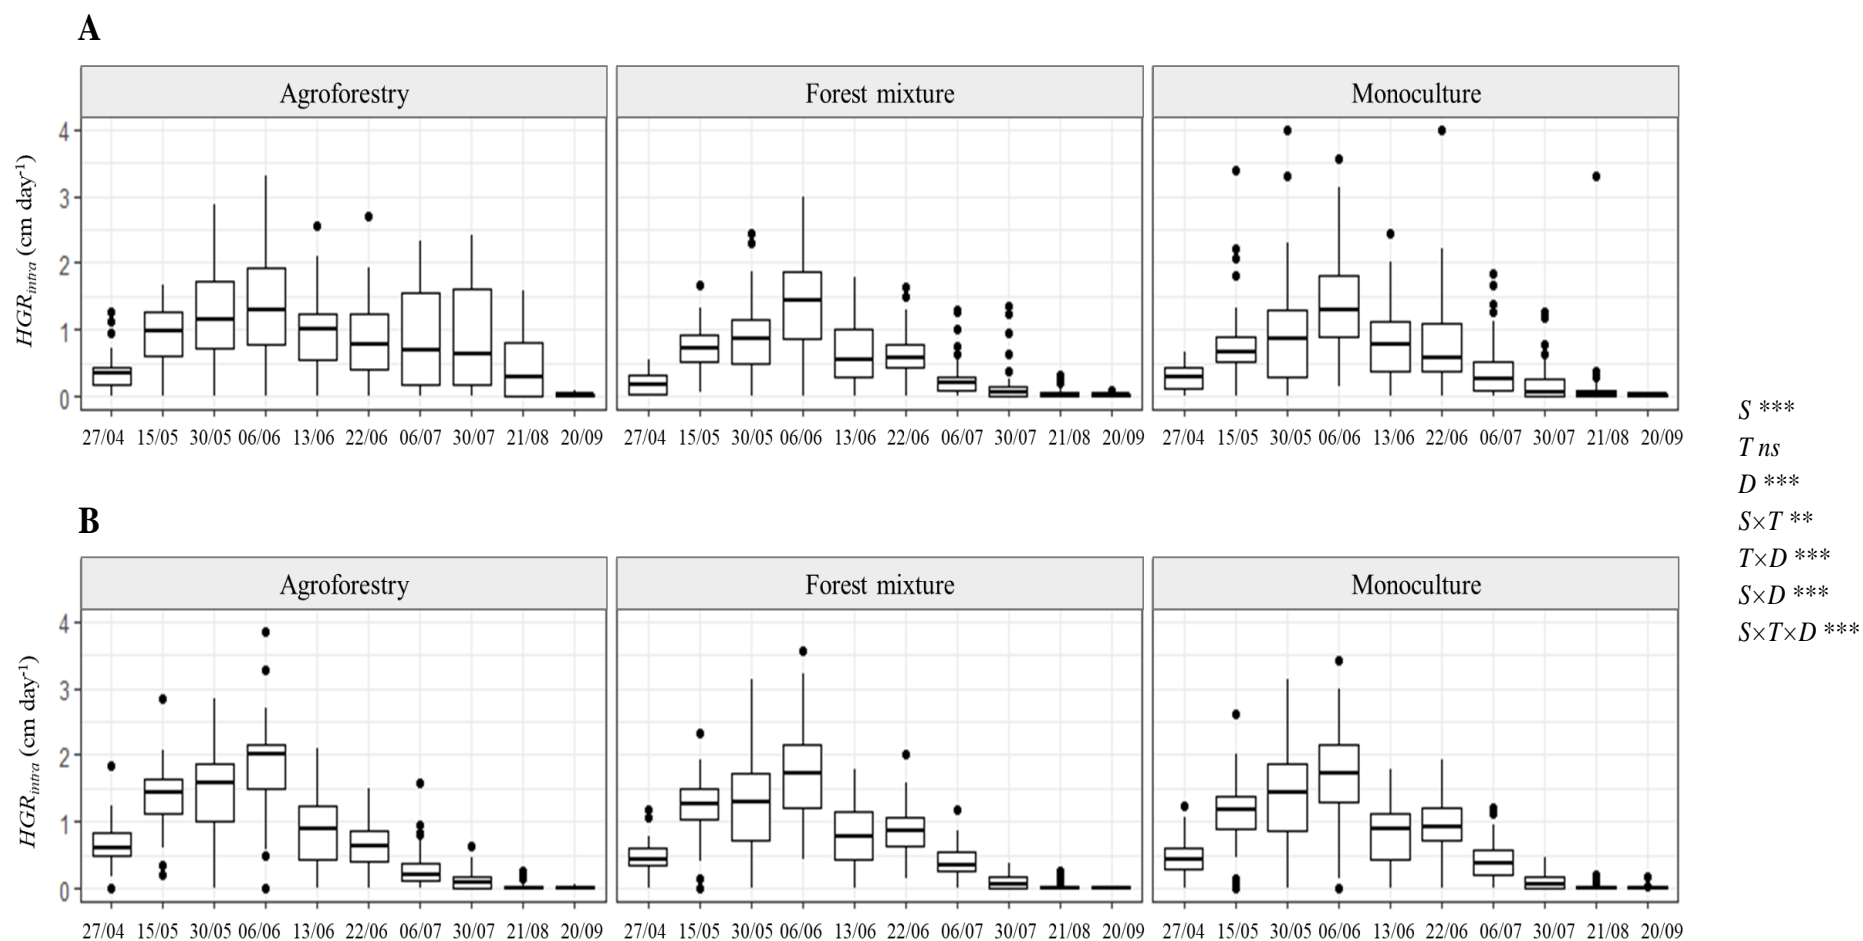 A
Agroforestry Forest mixture Monoculture
HGRintra (cm day-1)
4
3
2
1
0
27/04 15/05 30/05 06/06 13/06 22/06 06/07 30/07 21/08 20/09 27/04 15/05 30/05 06/06 13/06 22/06 06/07 30/07 21/08 20/09 27/04 15/05 30/05 06/06 13/06 22/06 06/07 30/07 21/08 20/09
S ***
T ns
D ***
S×T **
T×D ***
S×D ***
S×T×D ***
B
Agroforestry Forest mixture Monoculture
HGRintra (cm day-1)
4
3
2
1
0
27/04 15/05 30/05 06/06 13/06 22/06 06/07 30/07 21/08 20/09 27/04 15/05 30/05 06/06 13/06 22/06 06/07 30/07 21/08 20/09 27/04 15/05 30/05 06/06 13/06 22/06 06/07 30/07 21/08 20/09